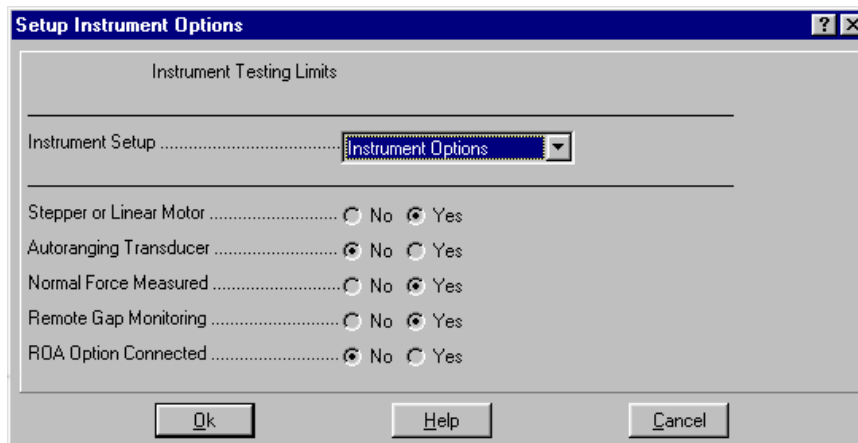 Setup Instrument Options
Instrument Testing Limits
Instrument Setup .................................... Instrument Options
Stepper or Linear Motor .......................... No Yes
Autoranging Transducer ......................... No Yes
Normal Force Measured ......................... No Yes
Remote Gap Monitoring .......................... No Yes
ROA Option Connected .......................... No Yes
Ok Help Cancel